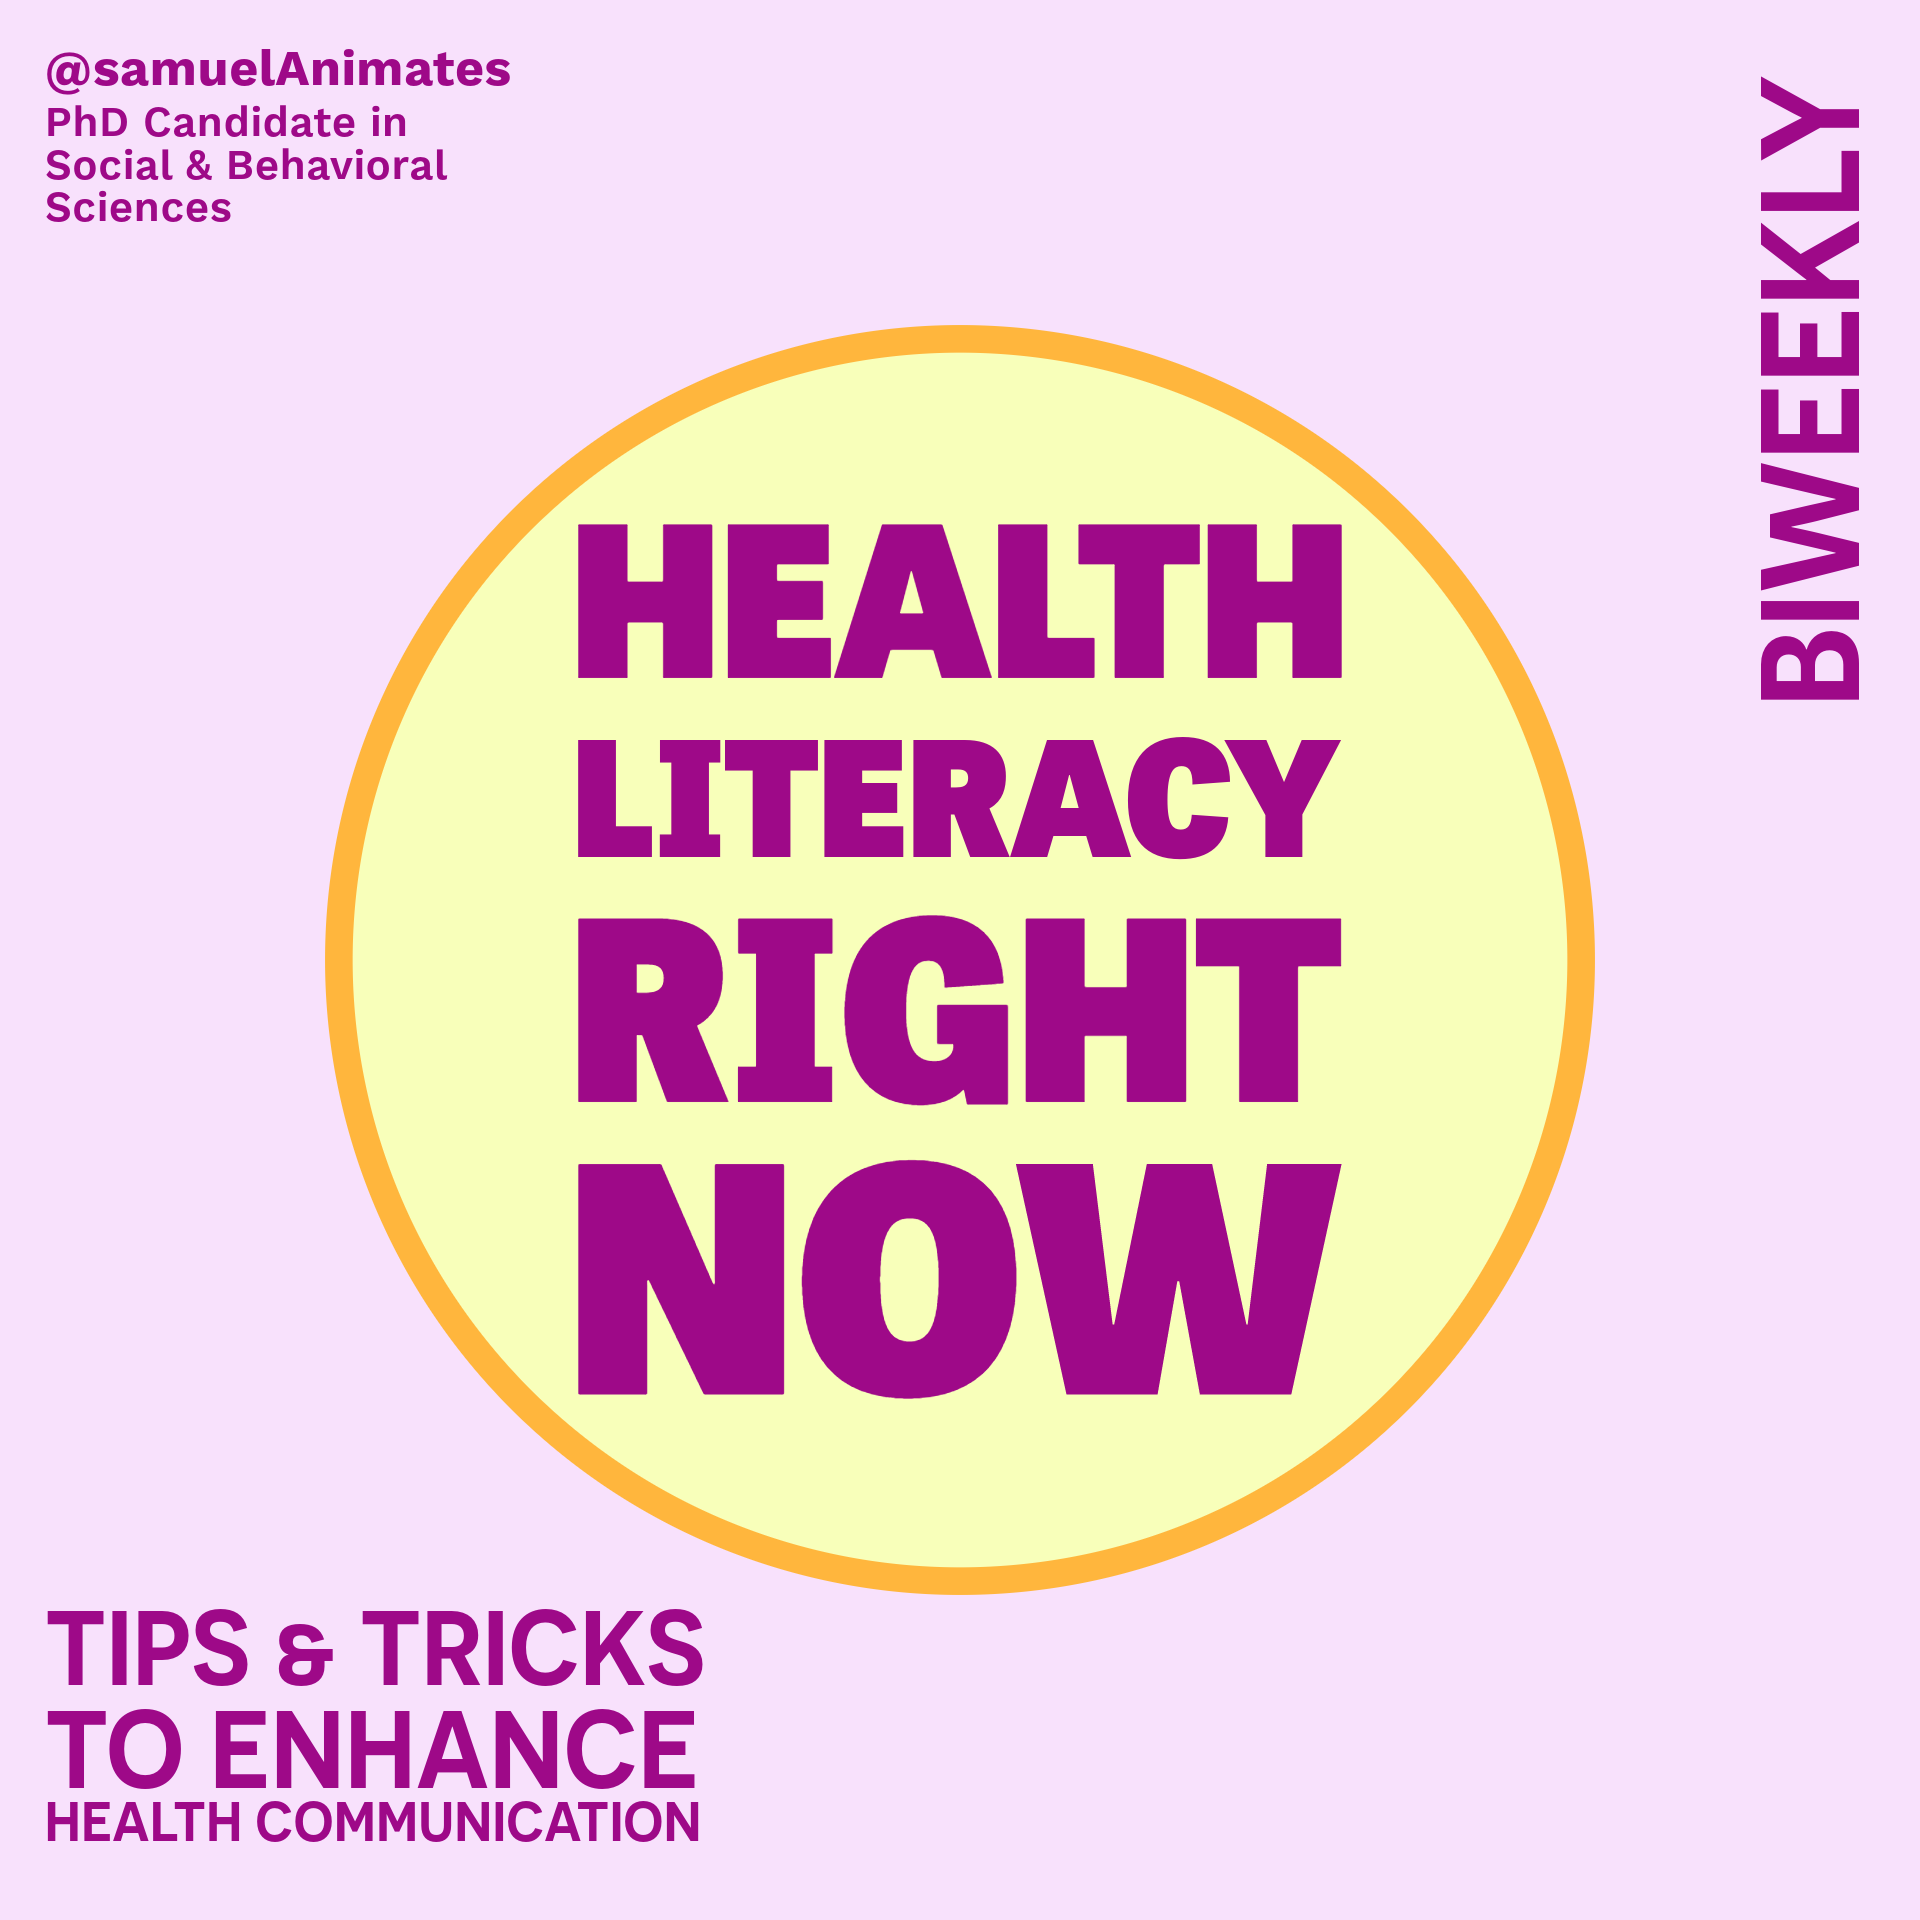 @samuelAnimates
PhD Candidate in
Social & Behavioral
Sciences
BIWEEKLY
HEALTH
LITERACY
RIGHT
NOW
TIPS & TRICKS
TO ENHANCE
HEALTH COMMUNICATION